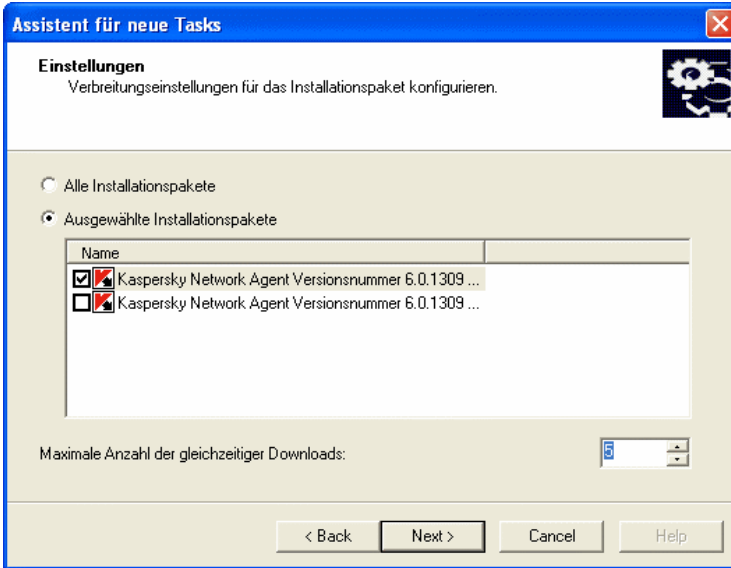 Assistent für neue Tasks
Einstellungen
Verbreitungseinstellungen für das Installationspaket konfigurieren.
Alle Installationspakete
Ausgewählte Installationspakete
Name
Kaspersky Network Agent Versionsnummer 6.0.1309 ...
Kaspersky Network Agent Versionsnummer 6.0.1309 ...
Maximale Anzahl der gleichzeitiger Downloads: 5
< Back Next > Cancel Help